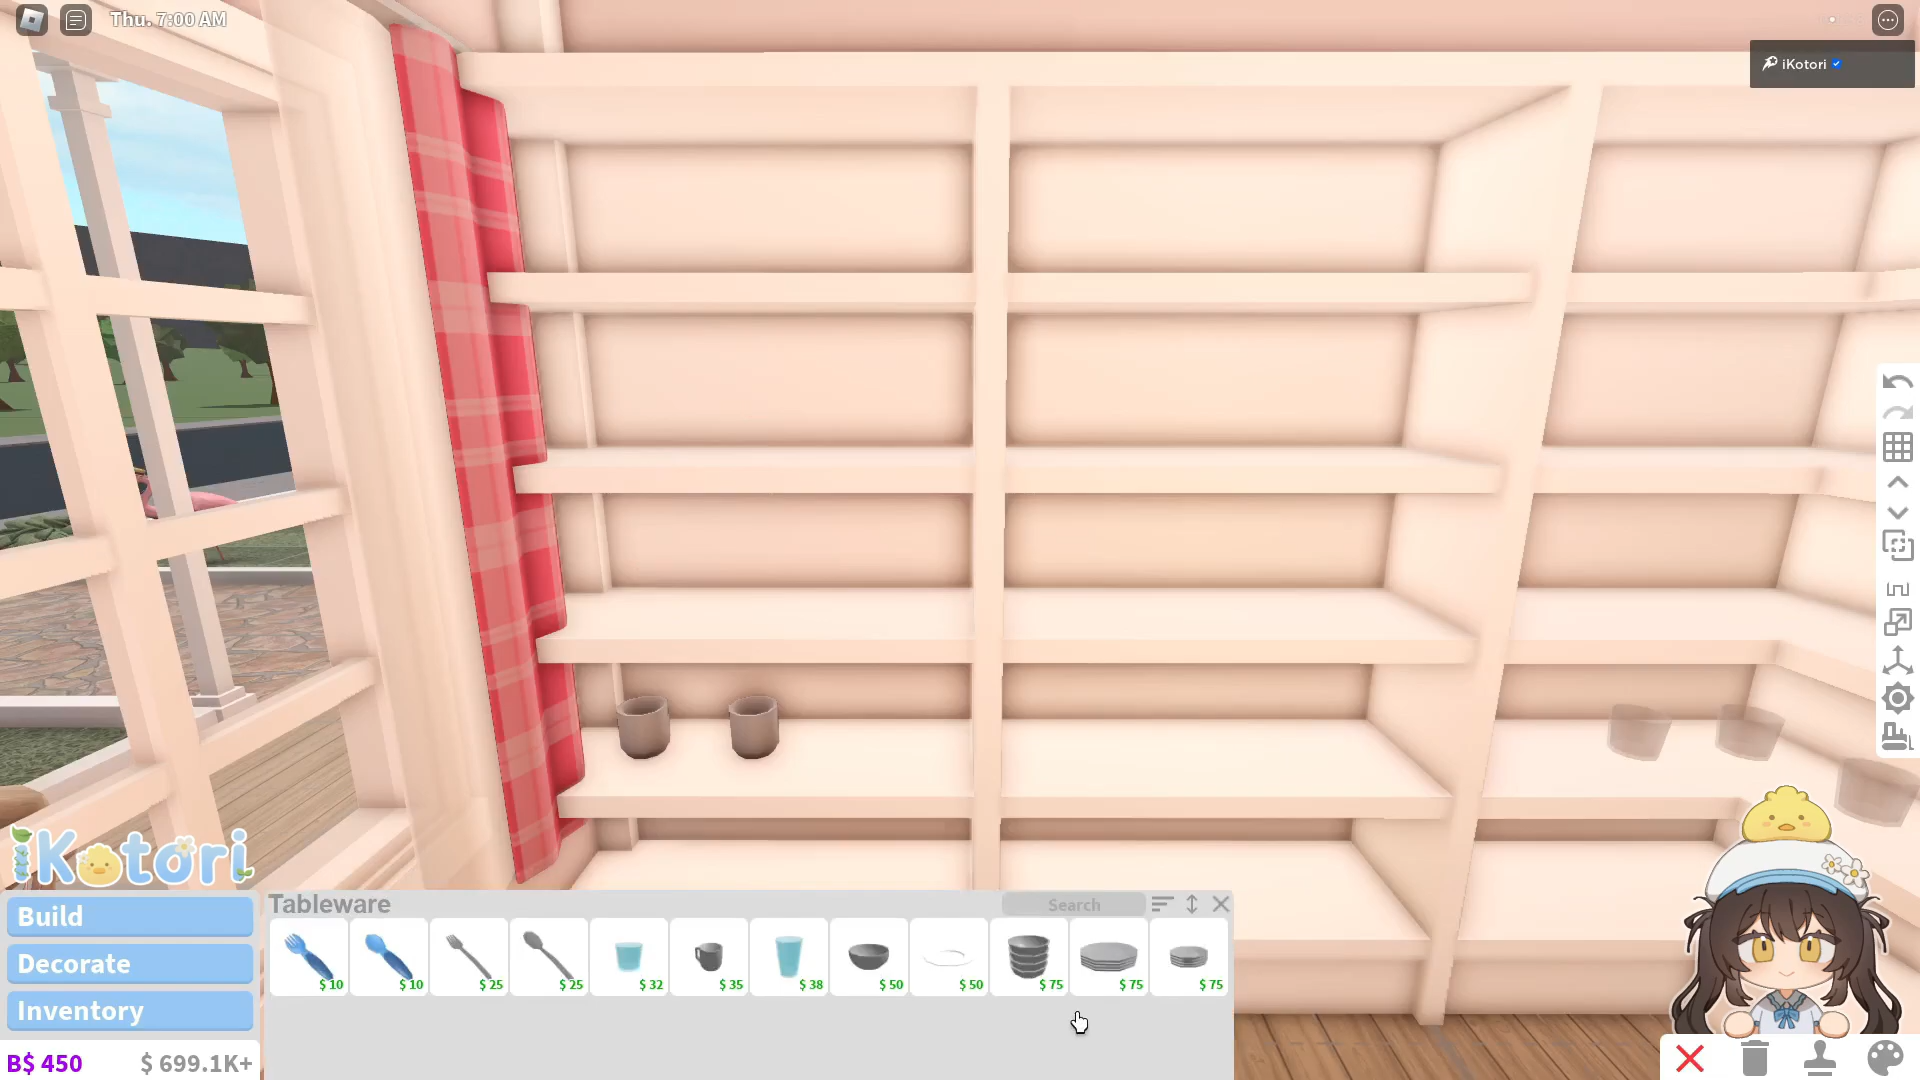 Thu. 7:00 AM
iKotori
iKotori
Build
Decorate
Inventory
B$ 450
$ 699.1K+
Tableware
Search
$ 10
$ 10
$ 25
$ 25
$ 32
$ 35
$ 38
$ 50
$ 50
$ 75
$ 75
$ 75